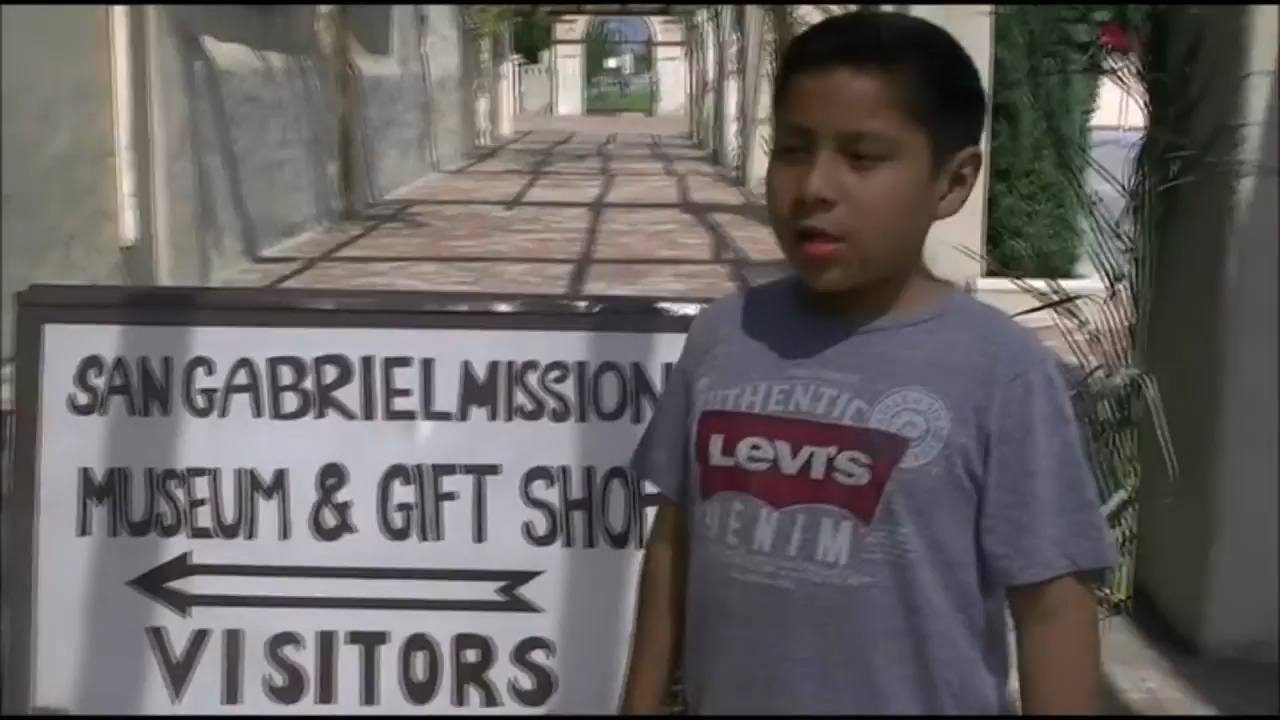 SAN GABRIEL MISSION
MUSEUM & GIFT SHOP
VISITORS
AUTHENTIC
LEVI'S
DENIM